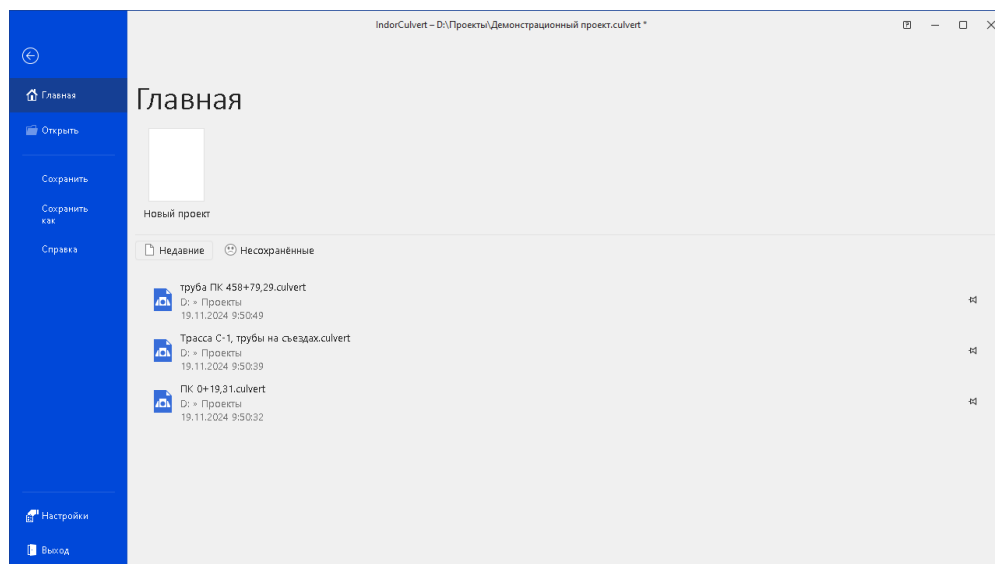 IndorCulvert – D:\Проекты\Демонстрационный проект.culvert *
Главная
Открыть
Сохранить
Сохранить
как
Справка
Настройки
Выход
Главная
Новый проект
Недавние
Несохранённые
труба ПК 458+79,29.culvert
D: » Проекты
19.11.2024 9:50:49
Трасса С-1, трубы на съездах.culvert
D: » Проекты
19.11.2024 9:50:39
ПК 0+19,31.culvert
D: » Проекты
19.11.2024 9:50:32